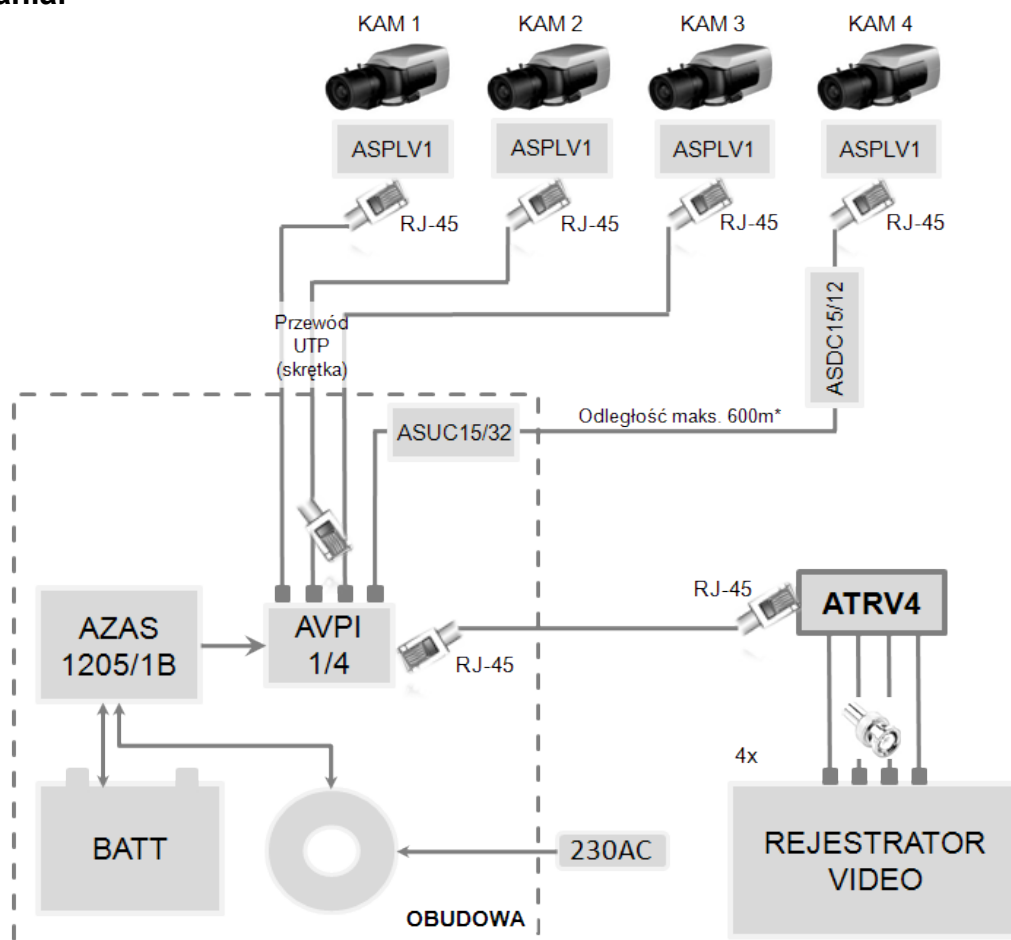 KAM 1
KAM 2
KAM 3
KAM 4
ASPLV1
ASPLV1
ASPLV1
ASPLV1
RJ-45
RJ-45
RJ-45
RJ-45
Przewód
UTP
(skrętka)
ASDC15/12
ASUC15/32
Odległość maks. 600m*
AZAS
1205/1B
AVPI
1/4
RJ-45
RJ-45
ATRV4
4x
BATT
230AC
REJESTRATOR
VIDEO
OBUDOWA